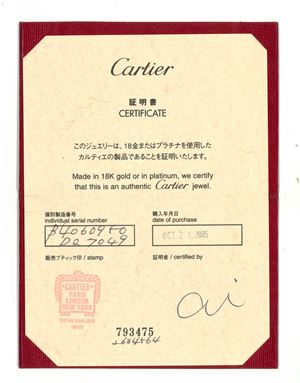 Cartier
証明書
CERTIFICATE
このジュエリーは、18金またはプラチナを使用した
カルティエの製品であることを証明いたします。
Made in 18K gold or in platinum, we certify
that this is an authentic Cartier jewel.
個別製造番号
individual serial number
購入年月日
date of purchase
OCT. 21. 2005
販売ブティック印 / stamp
証明者 / certified by
CARTIER
PARIS
LONDON
NEW YORK
793475